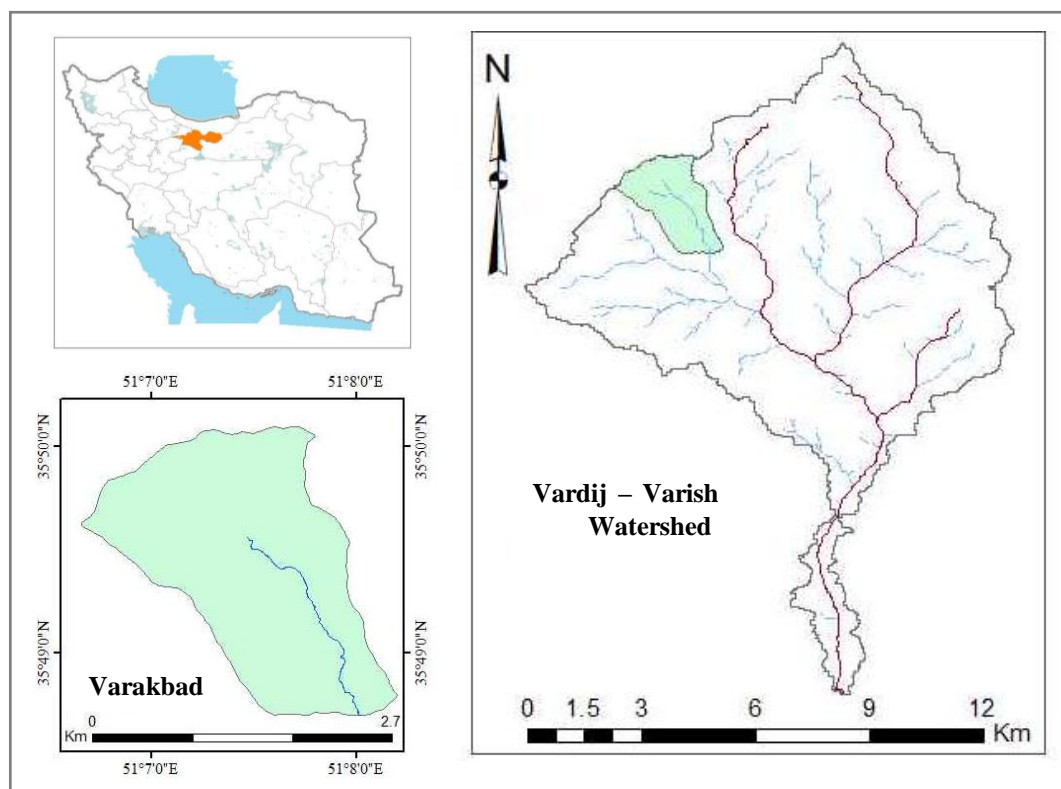 51°7'0"E 51°8'0"E
35°50'0"N 35°50'0"N
35°49'0"N 35°49'0"N
Varakbad
0 2.7
Km
51°7'0"E 51°8'0"E
N
Vardij – Varish
Watershed
0 1.5 3 6 9 12
Km